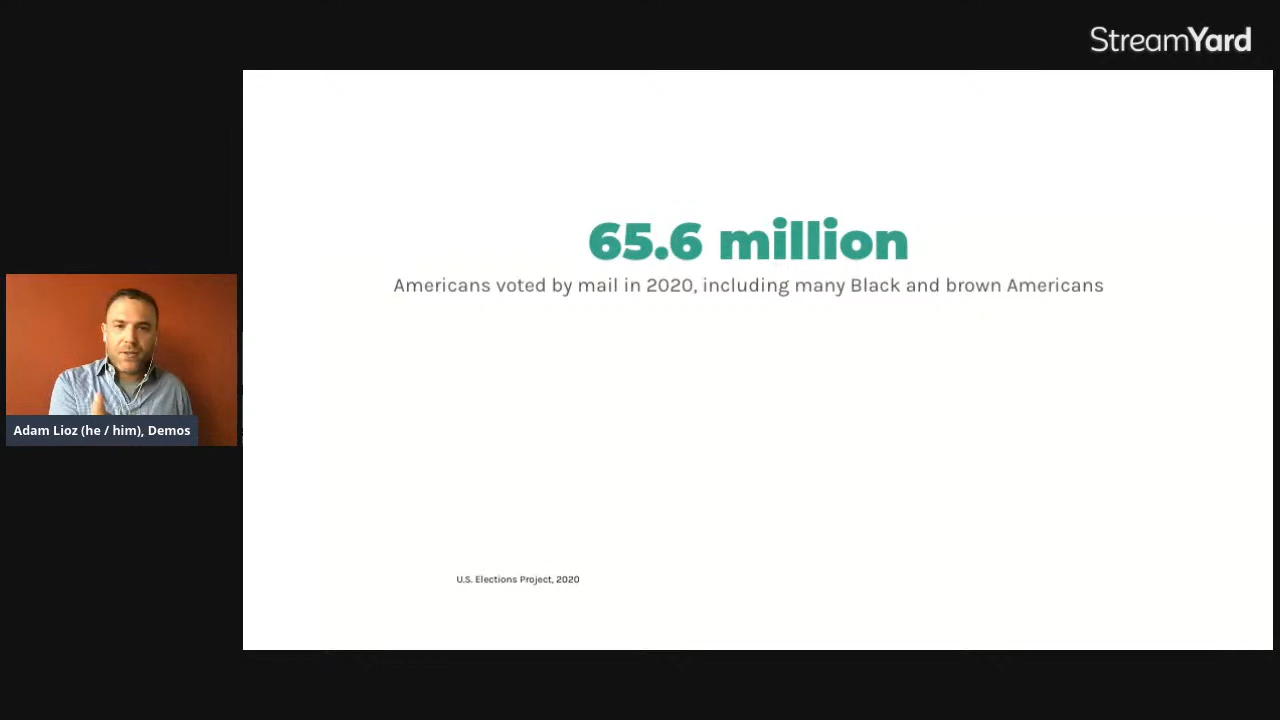 StreamYard
65.6 million
Americans voted by mail in 2020, including many Black and brown Americans
Adam Lioz (he / him), Demos
U.S. Elections Project, 2020